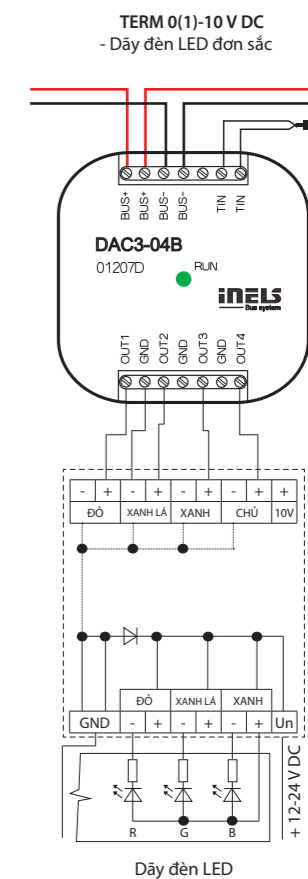 TERM 0(1)-10 V DC
- Dãy đèn LED đơn sắc
BUS+ BUS+ BUS- BUS- TIN TIN
DAC3-04B
01207D RUN
iNELS
Bus system
OUT1 GND OUT2 GND OUT3 GND OUT4
- + - + - + - + +
ĐỎ XANH LÁ XANH CHỦ 10V
ĐỎ XANH LÁ XANH
GND - + - + - + Un
+ 12-24 V DC
R G B
Dãy đèn LED